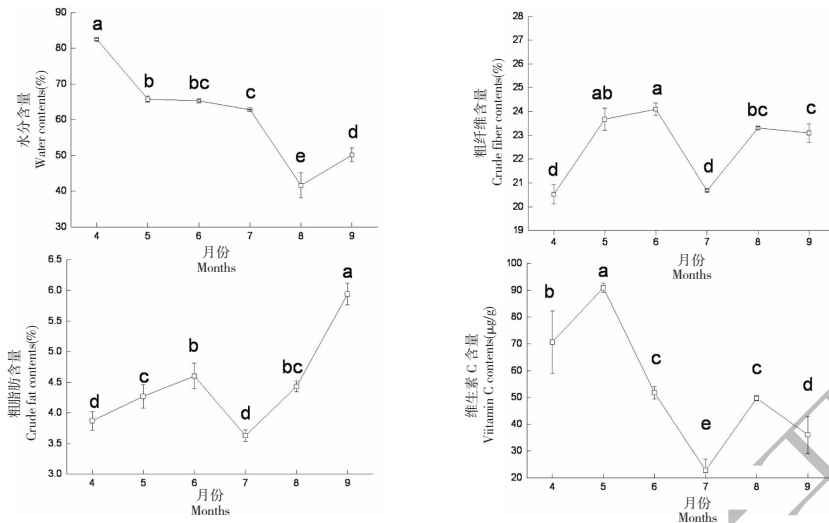 a
b
bc
c
e
d
90
80
70
60
50
40
30
水分含量
Water contents(%)
4 5 6 7 8 9
月份
Months
ab
a
bc
c
d
d
28
27
26
25
24
23
22
21
20
19
粗纤维含量
Crude fiber contents(%)
4 5 6 7 8 9
月份
Months
a
b
bc
c
d
d
6.5
6.0
5.5
5.0
4.5
4.0
3.5
3.0
粗脂肪含量
Crude fat contents(%)
4 5 6 7 8 9
月份
Months
a
b
c
c
d
e
100
90
80
70
60
50
40
30
20
维生素 C 含量
Viitamin C contents(μg/g)
4 5 6 7 8 9
月份
Months